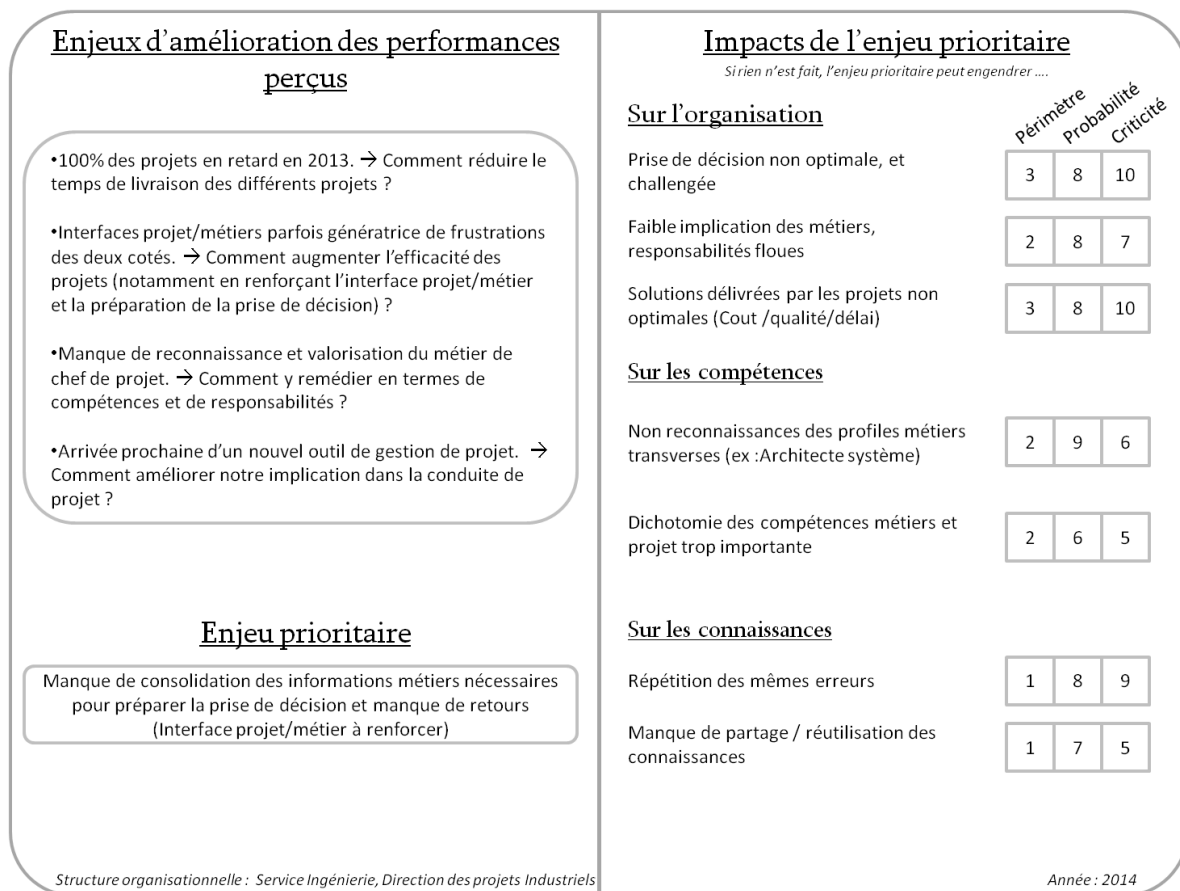 Enjeux d'amélioration des performances
perçus
•100% des projets en retard en 2013. → Comment réduire le
temps de livraison des différents projets ?
•Interfaces projet/métiers parfois génératrice de frustrations
des deux cotés. → Comment augmenter l'efficacité des
projets (notamment en renforçant l'interface projet/métier
et la préparation de la prise de décision) ?
•Manque de reconnaissance et valorisation du métier de
chef de projet. → Comment y remédier en termes de
compétences et de responsabilités ?
•Arrivée prochaine d'un nouvel outil de gestion de projet. →
Comment améliorer notre implication dans la conduite de
projet ?
Enjeu prioritaire
Manque de consolidation des informations métiers nécessaires
pour préparer la prise de décision et manque de retours
(Interface projet/métier à renforcer)
Structure organisationnelle : Service Ingénierie, Direction des projets Industriels
Impacts de l'enjeu prioritaire
Si rien n'est fait, l'enjeu prioritaire peut engendrer ....
Périmètre Probabilité Criticité
Sur l'organisation
Prise de décision non optimale, et
challengée
3 8 10
Faible implication des métiers,
responsabilités floues
2 8 7
Solutions délivrées par les projets non
optimales (Cout /qualité/délai)
3 8 10
Sur les compétences
Non reconnaissances des profiles métiers
transverses (ex :Architecte système)
2 9 6
Dichotomie des compétences métiers et
projet trop importante
2 6 5
Sur les connaissances
Répétition des mêmes erreurs
1 8 9
Manque de partage / réutilisation des
connaissances
1 7 5
Année : 2014